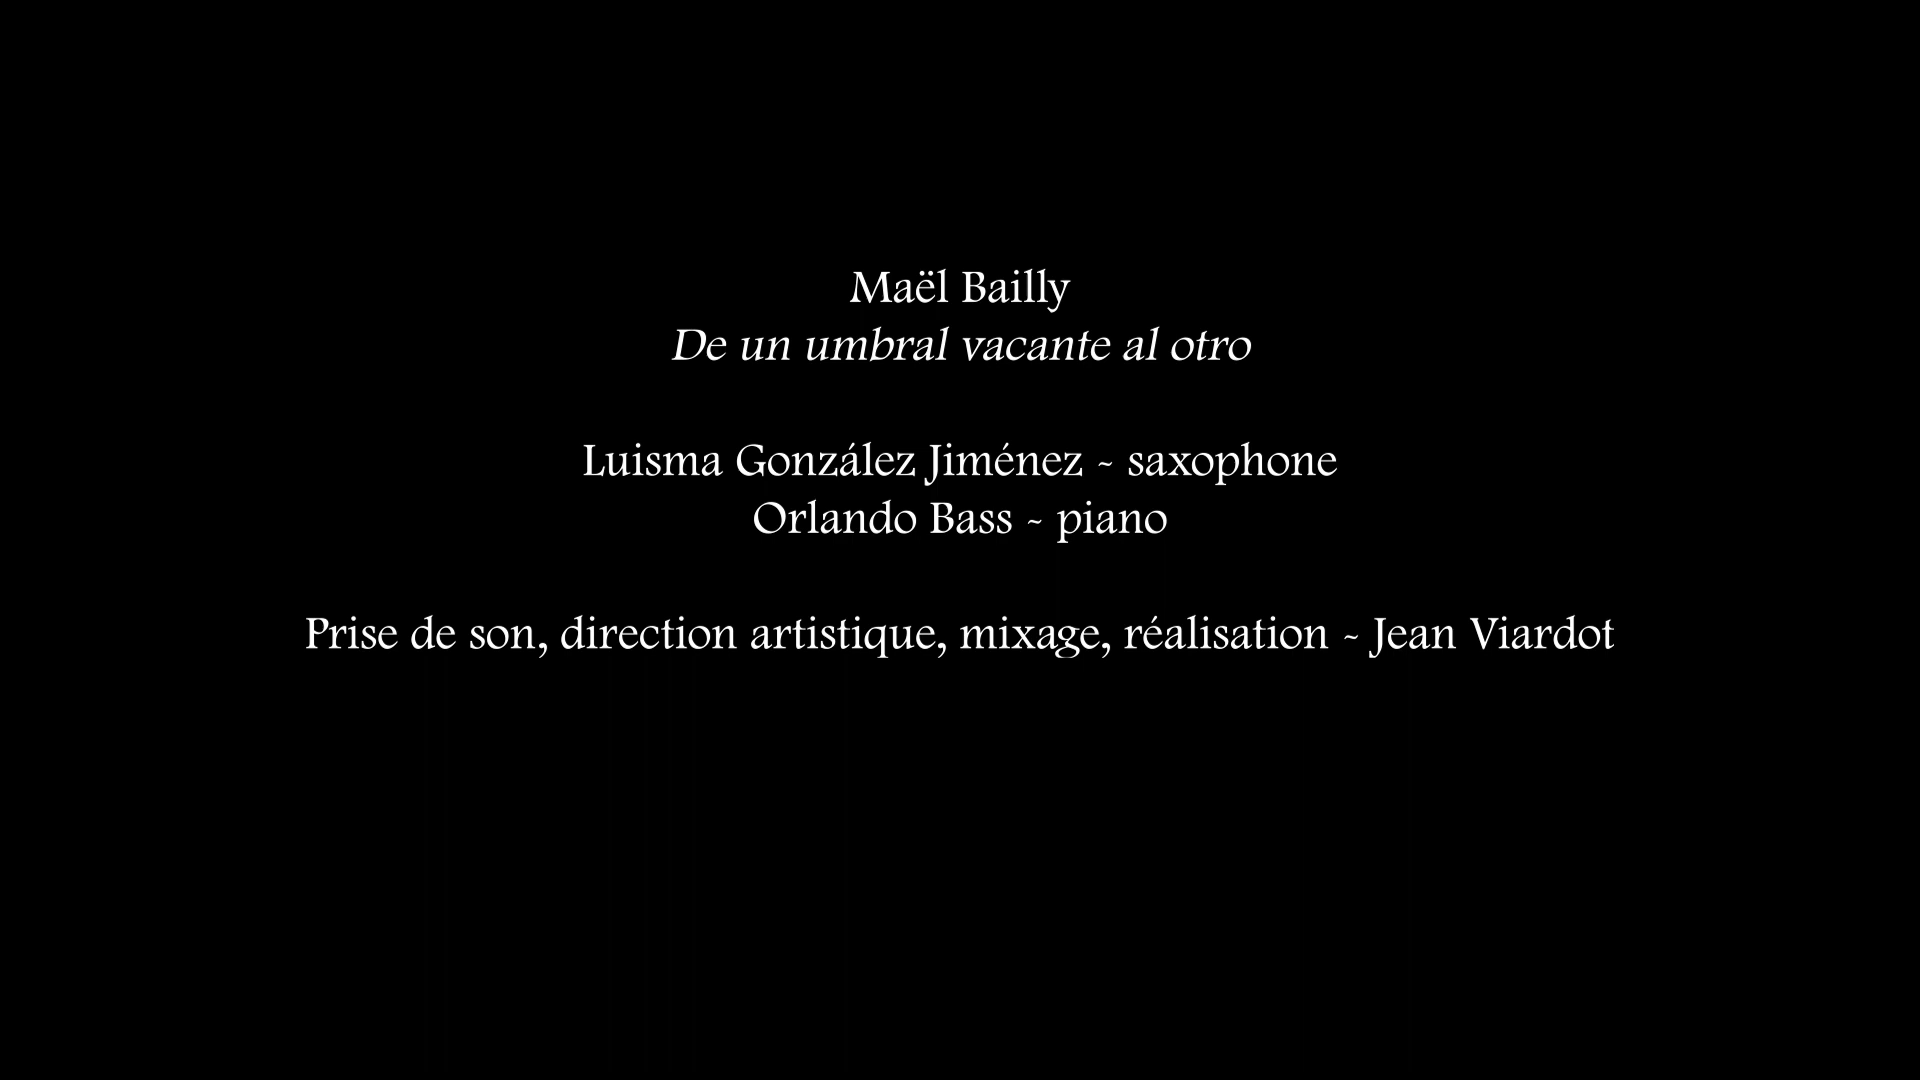 Maël Bailly
De un umbral vacante al otro
Luisma González Jiménez - saxophone
Orlando Bass - piano
Prise de son, direction artistique, mixage, réalisation - Jean Viardot